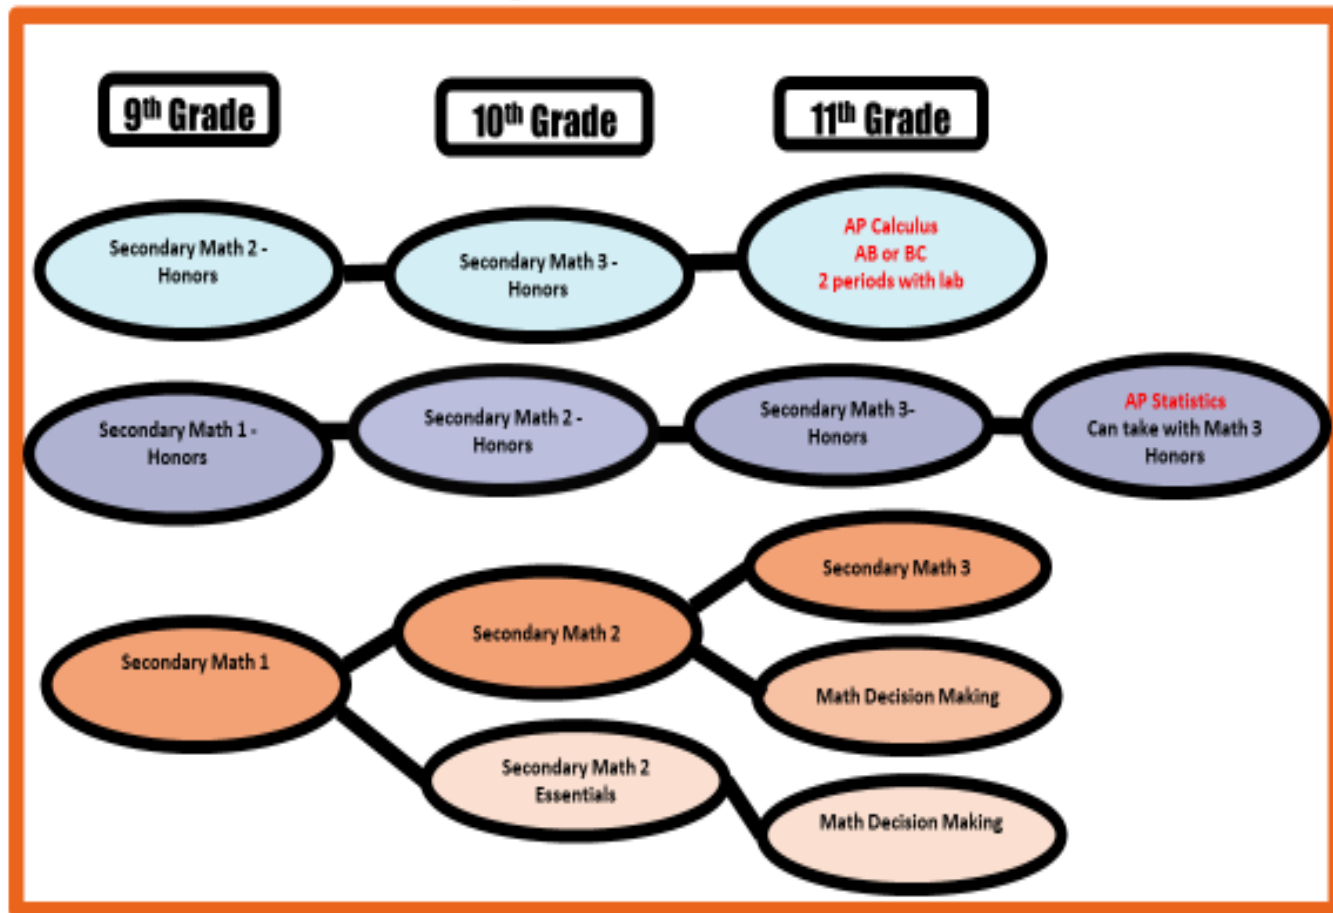 9th Grade
10th Grade
11th Grade
Secondary Math 2 -
Honors
Secondary Math 3 -
Honors
AP Calculus
AB or BC
2 periods with lab
Secondary Math 1 -
Honors
Secondary Math 2 -
Honors
Secondary Math 3-
Honors
AP Statistics
Can take with Math 3
Honors
Secondary Math 1
Secondary Math 2
Secondary Math 3
Math Decision Making
Secondary Math 2
Essentials
Math Decision Making